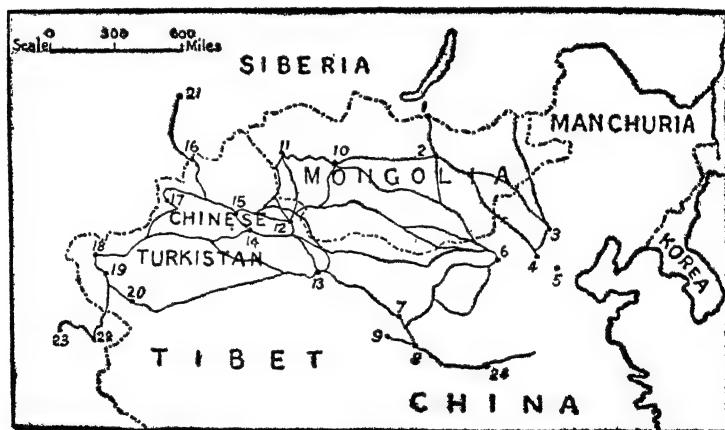 0 300 600
Scale Miles
SIBERIA
21
MANCHURIA
16
11
10
2
MONGOLIA
17
15
CHINESE
12
14
18
TURKISTAN
6
3
4
5
KOREA
19
13
20
7
23
22
9
8
24
TIBET
CHINA